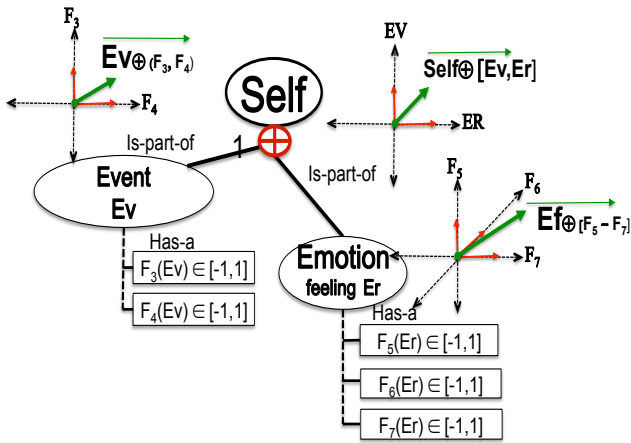 F₃
Ev⊕(F₃, F₄)
F₄
EV
Self⊕[Ev,Er]
ER
Self
Is-part-of
1
Is-part-of
Event
Ev
F₅
F₆
Ef⊕[F₅ – F₇]
F₇
Has-a
F₃(Ev)∈[-1,1]
F₄(Ev)∈[-1,1]
Emotion
feeling Er
Has-a
F₅(Er)∈[-1,1]
F₆(Er)∈[-1,1]
F₇(Er)∈[-1,1]